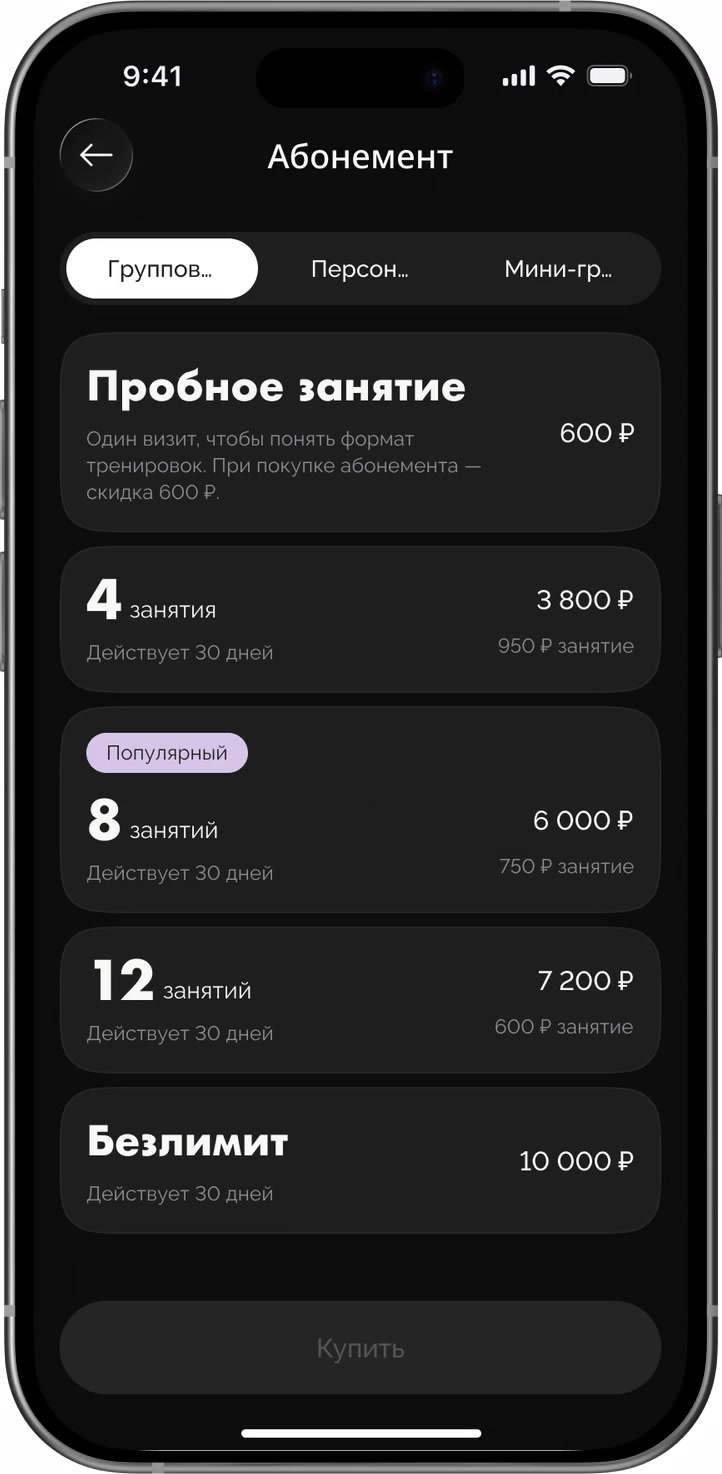 9:41
Абонемент
Группов...
Персон...
Мини-гр...
Пробное занятие
Один визит, чтобы понять формат
тренировок. При покупке абонемента —
скидка 600 ₽.
600 ₽
4 занятия
Действует 30 дней
3 800 ₽
950 ₽ занятие
Популярный
8 занятий
Действует 30 дней
6 000 ₽
750 ₽ занятие
12 занятий
Действует 30 дней
7 200 ₽
600 ₽ занятие
Безлимит
Действует 30 дней
10 000 ₽
Купить